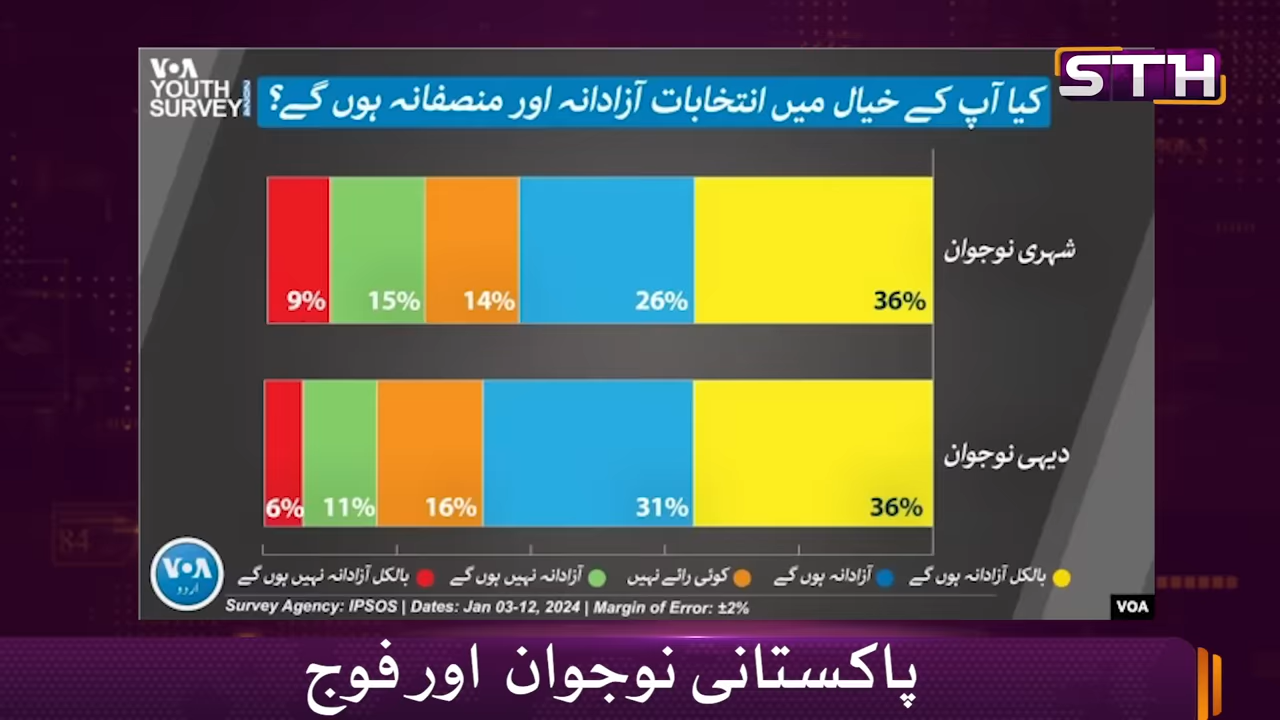 STH
VOA
YOUTH
SURVEY
کیا آپ کے خیال میں انتخابات آزادانہ اور منصفانہ ہوں گے؟
شہری نوجوان
36% 26% 14% 15% 9%
دیہی نوجوان
36% 31% 16% 11% 6%
بالکل آزادانہ ہوں گے
آزادانہ ہوں گے
کوئی رائے نہیں
آزادانہ نہیں ہوں گے
بالکل آزادانہ نہیں ہوں گے
VOA
اردو
Survey Agency: IPSOS | Dates: Jan 03-12, 2024 | Margin of Error: ±2%
VOA
پاکستانی نوجوان اور فوج